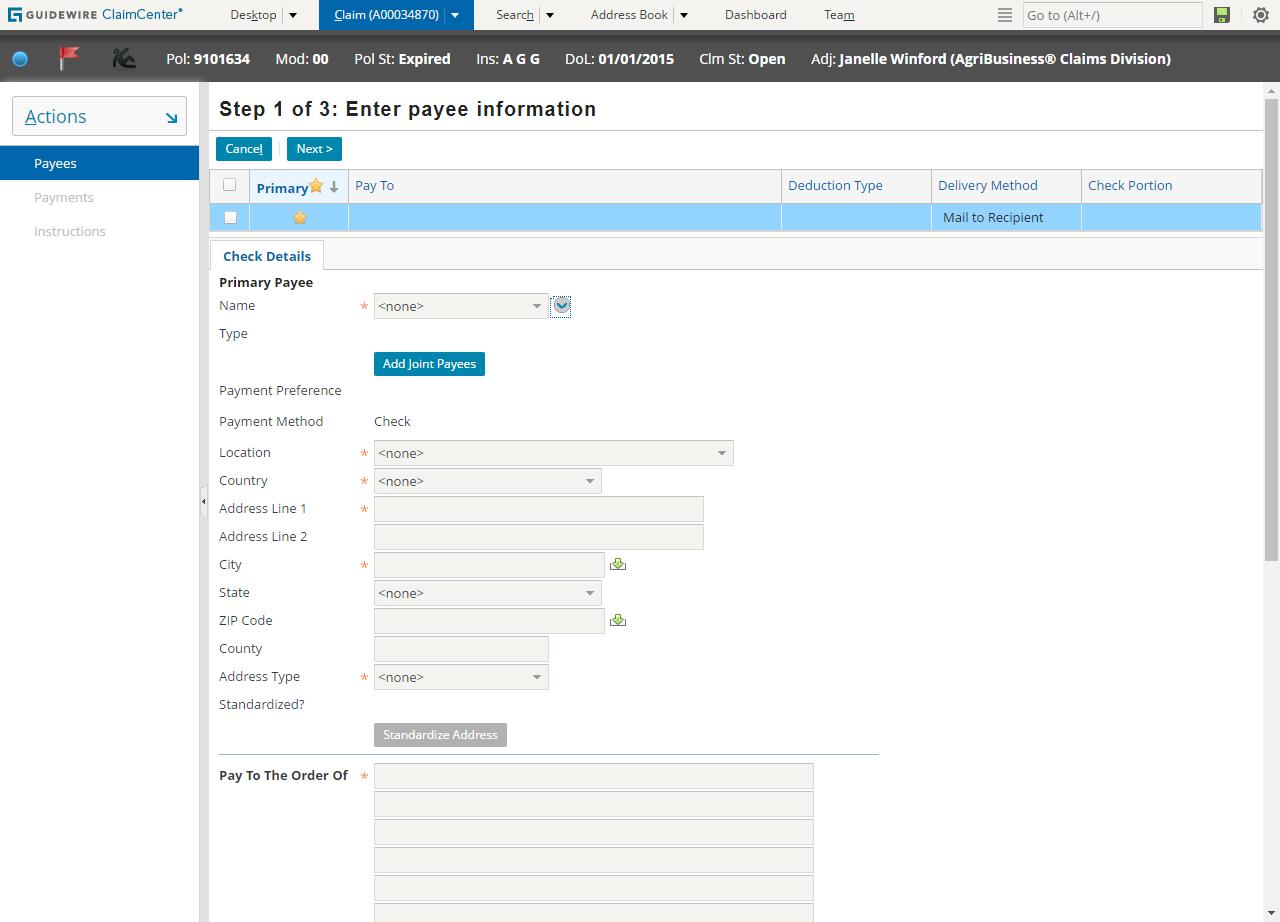 GUIDEWIRE ClaimCenter® Desktop Claim (A00034870) Search Address Book Dashboard Team Go to (Alt+/)
Pol: 9101634 Mod: 00 Pol St: Expired Ins: A G G DoL: 01/01/2015 Clm St: Open Adj: Janelle Winford (AgriBusiness® Claims Division)
Actions
Payees
Payments
Instructions
Step 1 of 3: Enter payee information
Cancel Next >
Primary Pay To Deduction Type Delivery Method Check Portion
Mail to Recipient
Check Details
Primary Payee
Name * <none>
Type
Add Joint Payees
Payment Preference
Payment Method Check
Location * <none>
Country * <none>
Address Line 1 *
Address Line 2
City *
State <none>
ZIP Code
County
Address Type * <none>
Standardized?
Standardize Address
Pay To The Order Of *